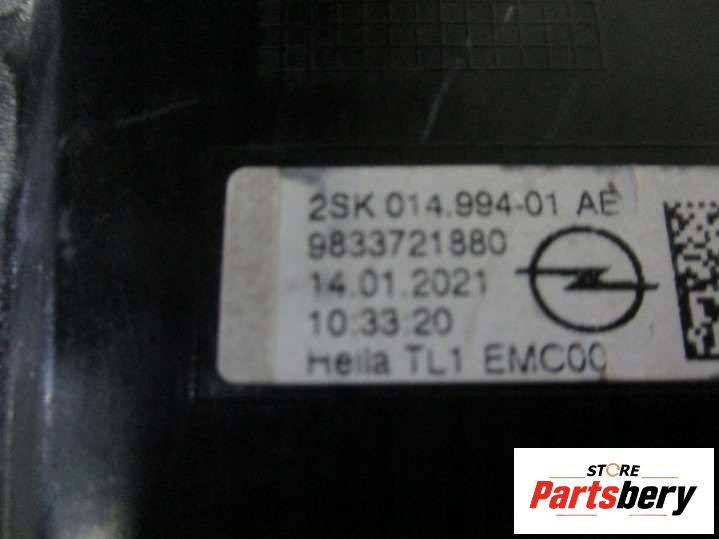 2SK 014.994-01 AE
9833721880
14.01.2021
10:33:20
Hella TL1 EMC00
STORE
Partsbery